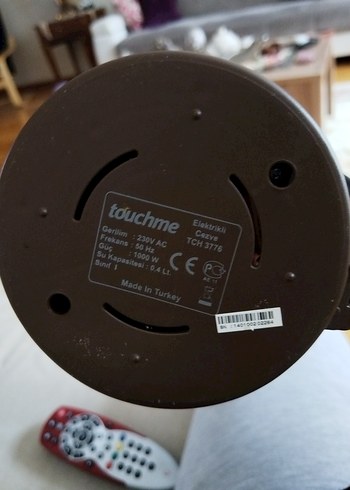 touchme
Elektrikli
Cezve
TCH 3776
Gerilim : 230V AC
Frekans : 50 Hz
Güç : 1000 W
Su Kapasitesi : 0,4 Lt.
Sınıf 1
CE
Made In Turkey